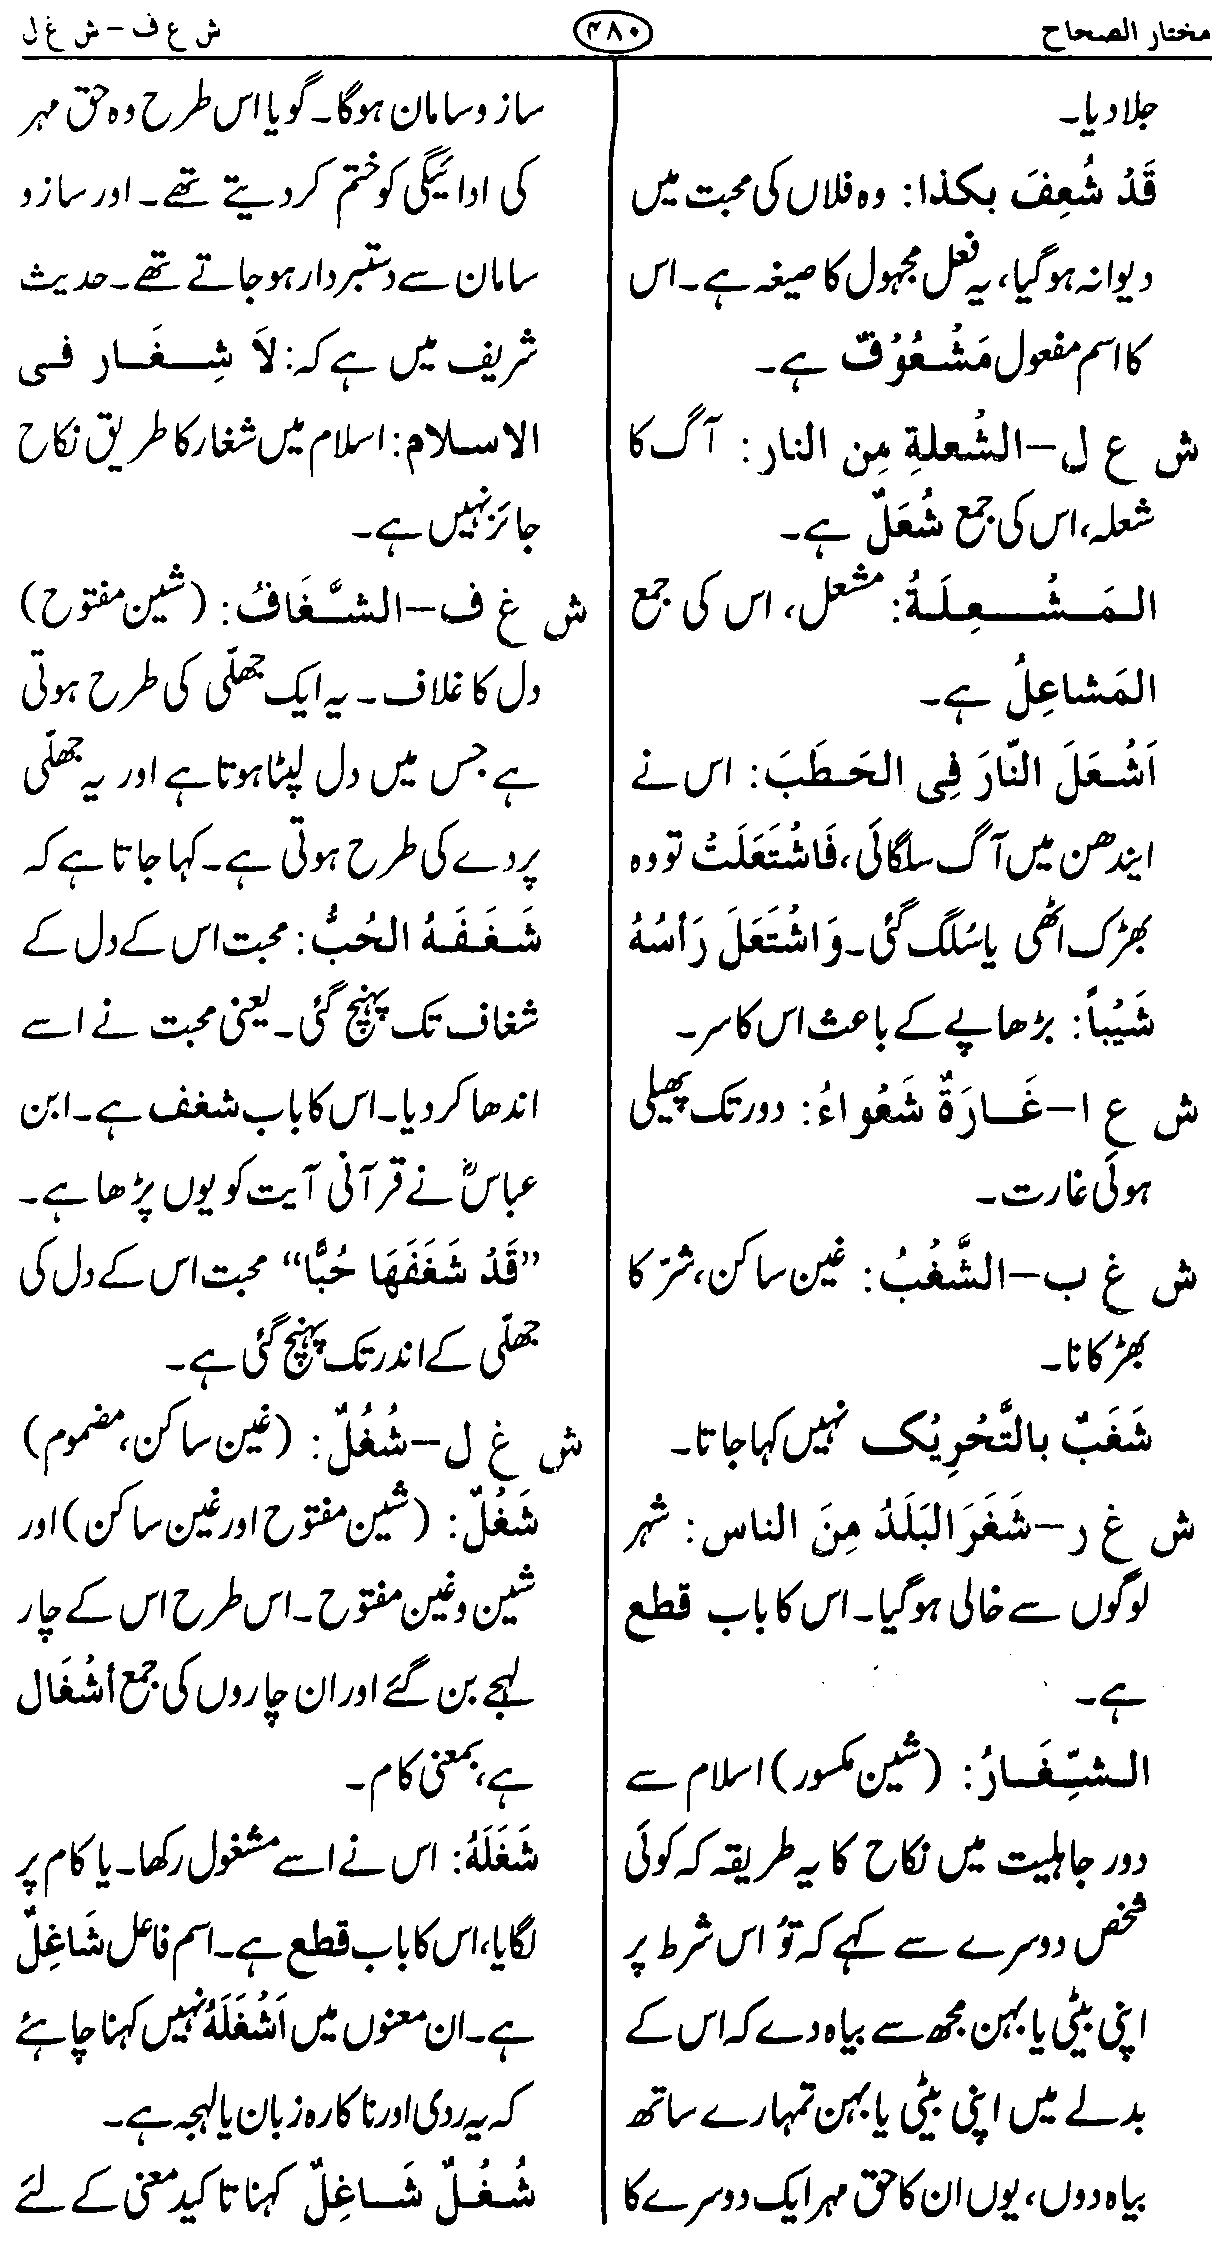 مختار الصحاح
۴۸۰
ش ع ف – ش غ ل
جلا دیا۔
قَدْ شُعِفَ بکذا: وہ فلاں کی محبت میں
دیوانہ ہو گیا، یہ فعل مجہول کا صیغہ ہے۔ اس
کا اسم مفعول مَشْعُوْفٌ ہے۔
ش ع ل–الشُعلةِ مِن النار: آگ کا
شعلہ، اس کی جمع شُعَلٌ ہے۔
المَشْعِلَةُ: مشعل، اس کی جمع
المَشاعِلُ ہے۔
اَشْعَلَ النَّارَ فِی الحَطَبَ: اس نے
ایندھن میں آگ سلگائی، فَاشْتَعَلَتْ تو وہ
بھڑک اٹھی یا سُلگ گئی۔ وَاشْتَعَلَ رَأسُهُ
شَيْباً: بڑھاپے کے باعث اس کا سر۔
ش ع ا–غَارَةٌ شَعْواءُ: دور تک پھیلی
ہوئی غارت۔
ش غ ب–الشَّغْبُ: غین ساکن، شرّ کا
بھڑکانا۔
شَغَبٌ بالتَّحْرِیْک نہیں کہا جاتا۔
ش غ ر–شَغَرَ البَلَدُ مِنَ الناس: شہر
لوگوں سے خالی ہو گیا۔ اس کا باب قطع
ہے۔
الشِّغَارُ: (شین مکسور) اسلام سے
دور جاہلیت میں نکاح کا یہ طریقہ کہ کوئی
شخص دوسرے سے کہے کہ تُو اس شرط پر
اپنی بیٹی یا بہن مجھ سے بیاہ دے کہ اس کے
بدلے میں اپنی بیٹی یا بہن تمہارے ساتھ
بیاہ دوں، یوں ان کا حق مہر ایک دوسرے کا
ساز و سامان ہوگا۔ گویا اس طرح وہ حق مہر
کی ادائیگی کو ختم کر دیتے تھے۔ اور ساز و
سامان سے دستبردار ہو جاتے تھے۔ حدیث
شریف میں ہے کہ: لاَ شِغَار فی
الاسلام: اسلام میں شغار کا طریق نکاح
جائز نہیں ہے۔
ش غ ف–الشَّغَافُ: (شین مفتوح)
دل کا غلاف۔ یہ ایک جھلّی کی طرح ہوتی
ہے جس میں دل لپٹا ہوتا ہے اور یہ جھلّی
پردے کی طرح ہوتی ہے۔ کہا جاتا ہے کہ
شَغَفَهُ الحُبُّ: محبت اس کے دل کے
شغاف تک پہنچ گئی۔ یعنی محبت نے اسے
اندھا کر دیا۔ اس کا باب شغف ہے۔ ابن
عباسؓ نے قرآنی آیت کو یوں پڑھا ہے۔
“قَدْ شَغَفَهَا حُبًّا” محبت اس کے دل کی
جھلّی کے اندر تک پہنچ گئی ہے۔
ش غ ل–شُغُلٌ: (غین ساکن، مضموم)
شَغْلٌ: (شین مفتوح اور غین ساکن) اور
شین و غین مفتوح۔ اس طرح اس کے چار
لہجے بن گئے اور ان چاروں کی جمع أشْغَال
ہے، بمعنی کام۔
شَغَلَهُ: اس نے اسے مشغول رکھا۔ یا کام پر
لگایا، اس کا باب قطع ہے۔ اسم فاعل شَاغِلٌ
ہے۔ ان معنوں میں اَشْغَلَهُ نہیں کہنا چاہئے
کہ یہ ردی اور ناکارہ زبان یا لہجہ ہے۔
شُغْلٌ شَاغِلٌ کہنا تاکید معنی کے لئے